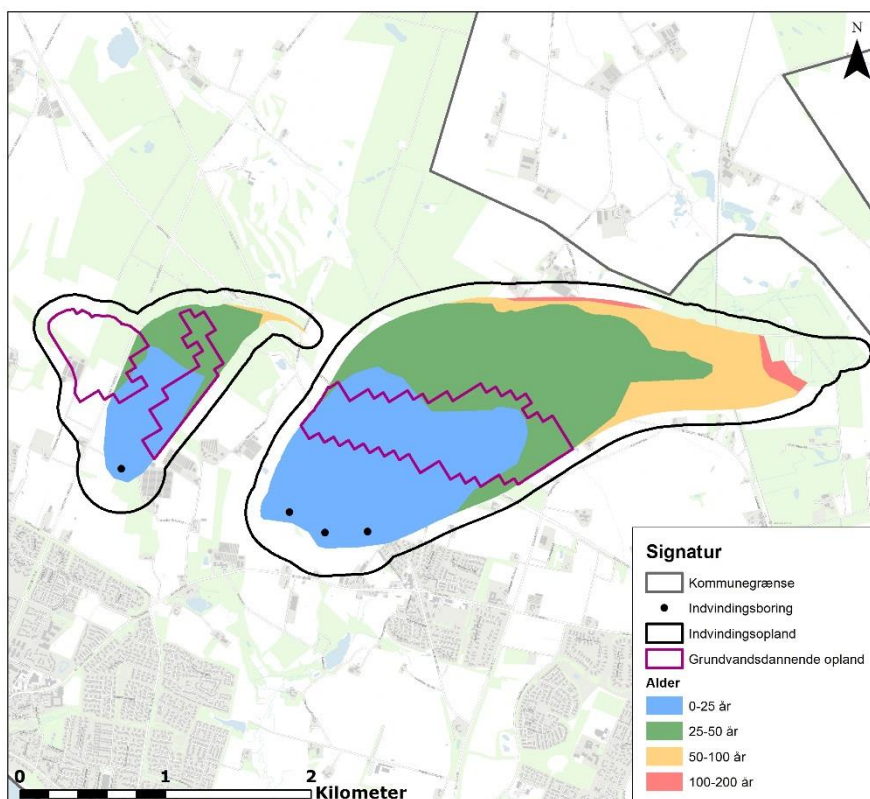 N
Signatur
Kommunegrænse
Indvindingsboring
Indvindingsopland
Grundvandsdannende opland
Alder
0-25 år
25-50 år
50-100 år
100-200 år
0 1 2
Kilometer